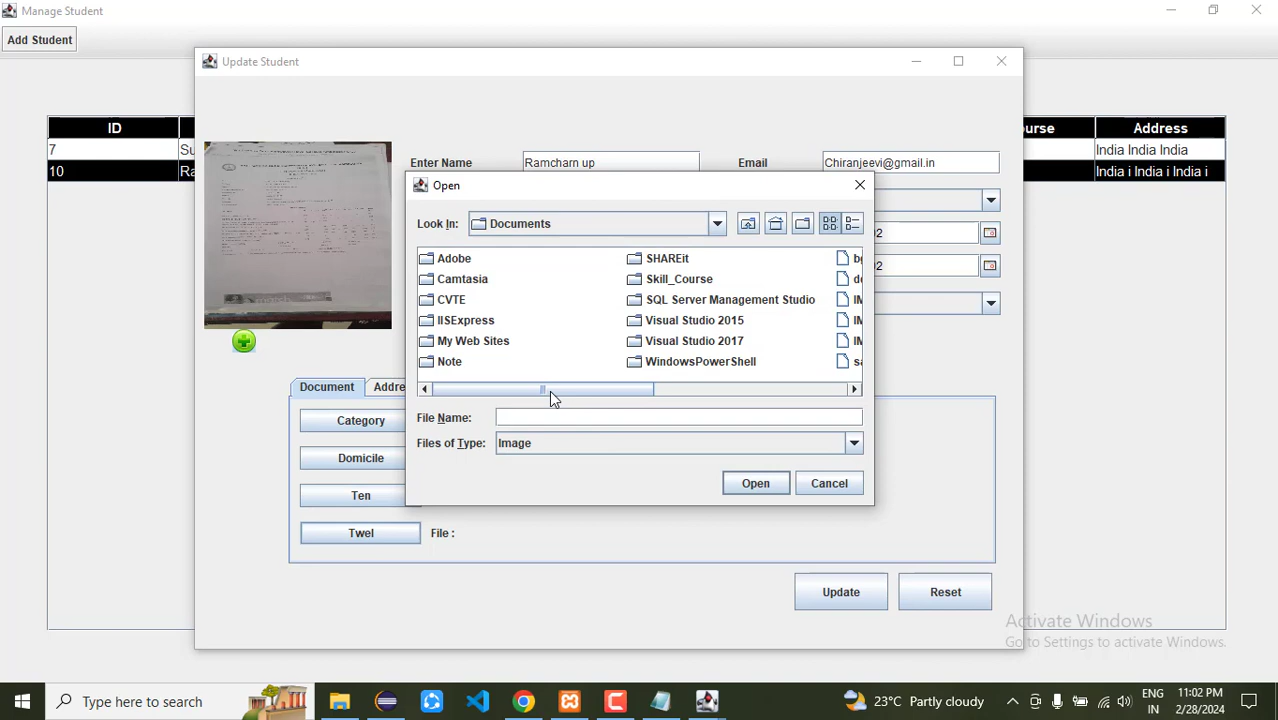 Manage Student
Add Student
Update Student
ID
Course
Address
7
Su
India India India
10
Ra
India i India i India i
Enter Name
Ramcharn up
Email
Chiranjeevi@gmail.in
Open
Look In:
Documents
Adobe
SHAREit
Camtasia
Skill_Course
CVTE
SQL Server Management Studio
IISExpress
Visual Studio 2015
My Web Sites
Visual Studio 2017
Note
WindowsPowerShell
File Name:
Files of Type:
Image
Open
Cancel
Document
Addre
Category
Domicile
Ten
Twel
File :
Update
Reset
Activate Windows
Go to Settings to activate Windows.
Type here to search
23°C Partly cloudy
ENG
IN
11:02 PM
2/28/2024